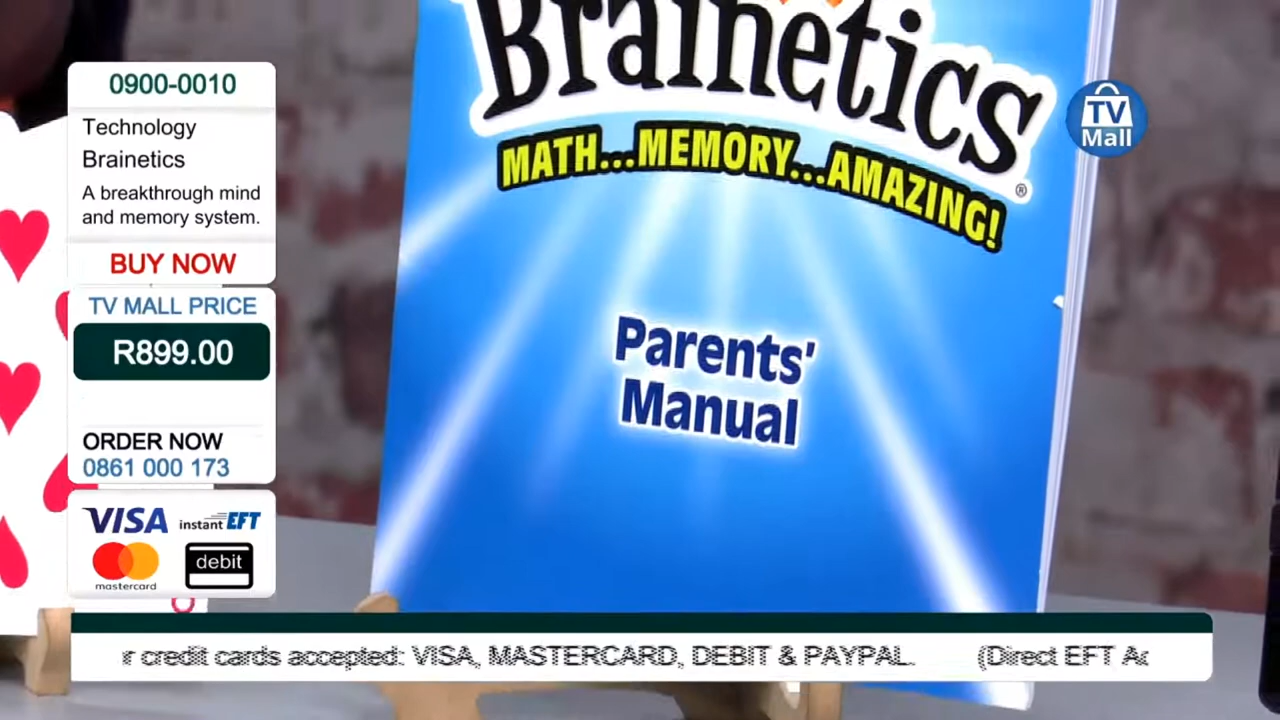 0900-0010
Technology
Brainetics
A breakthrough mind
and memory system.
BUY NOW
TV MALL PRICE
R899.00
ORDER NOW
0861 000 173
VISA
instant EFT
mastercard
debit
Brainetics®
MATH...MEMORY...AMAZING!
Parents'
Manual
TV
Mall
r credit cards accepted: VISA, MASTERCARD, DEBIT & PAYPAL. (Direct EFT